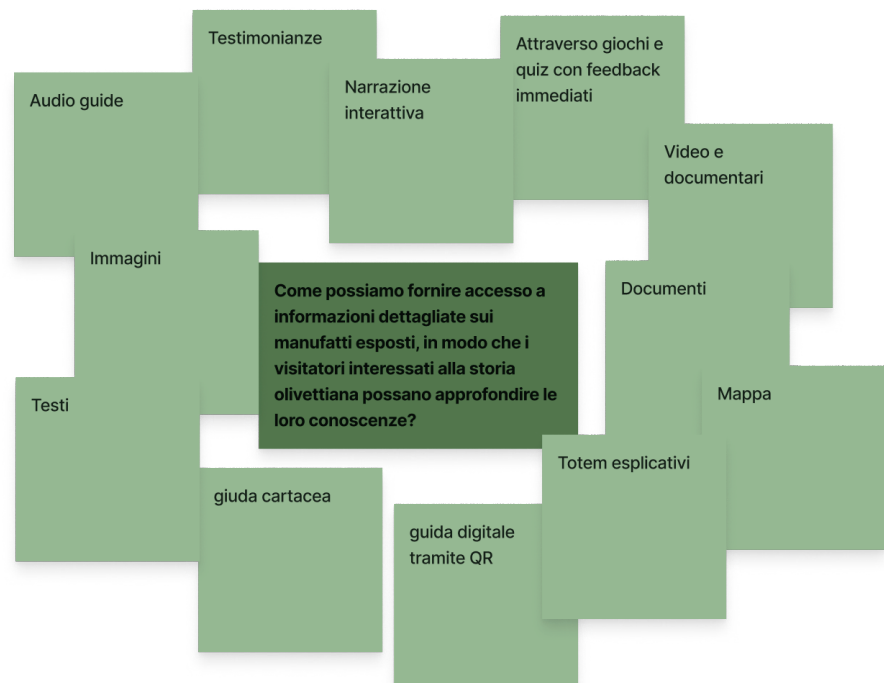 Testimonianze
Attraverso giochi e
quiz con feedback
immediati
Audio guide
Narrazione
interattiva
Video e
documentari
Immagini
Come possiamo fornire accesso a
informazioni dettagliate sui
manufatti esposti, in modo che i
visitatori interessati alla storia
olivettiana possano approfondire le
loro conoscenze?
Documenti
Testi
Mappa
Totem esplicativi
giuda cartacea
guida digitale
tramite QR